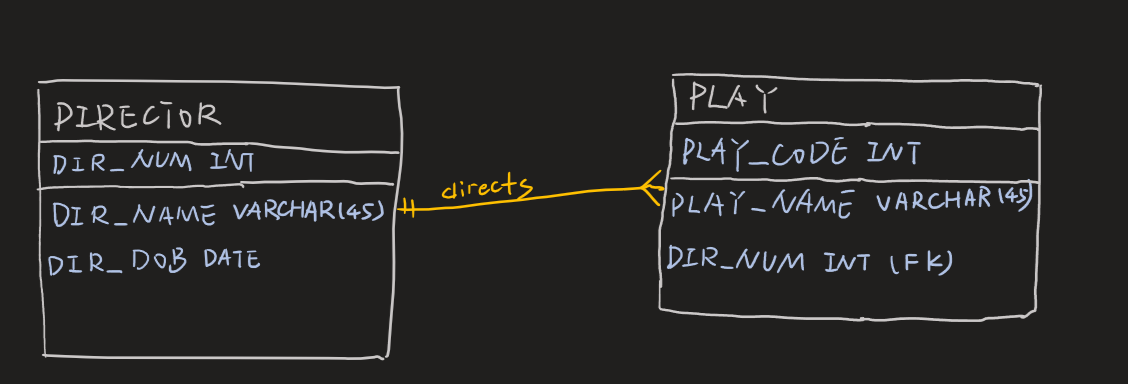 DIRECTOR
DIR_NUM INT
DIR_NAME VARCHAR(45)
DIR_DOB DATE
directs
PLAY
PLAY_CODE INT
PLAY_NAME VARCHAR(45)
DIR_NUM INT (FK)